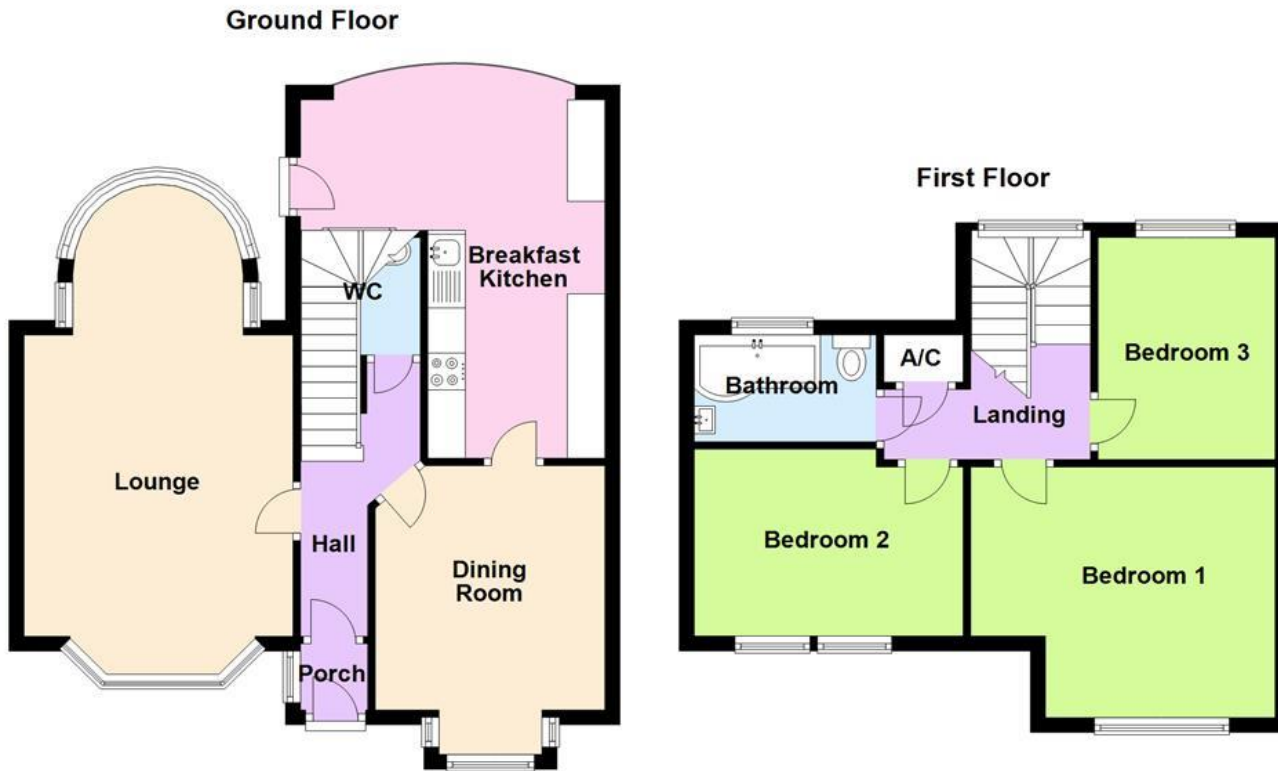 Ground Floor
Breakfast
Kitchen
WC
Lounge
Hall
Dining
Room
Porch
First Floor
Bathroom
A/C
Bedroom 3
Landing
Bedroom 2
Bedroom 1